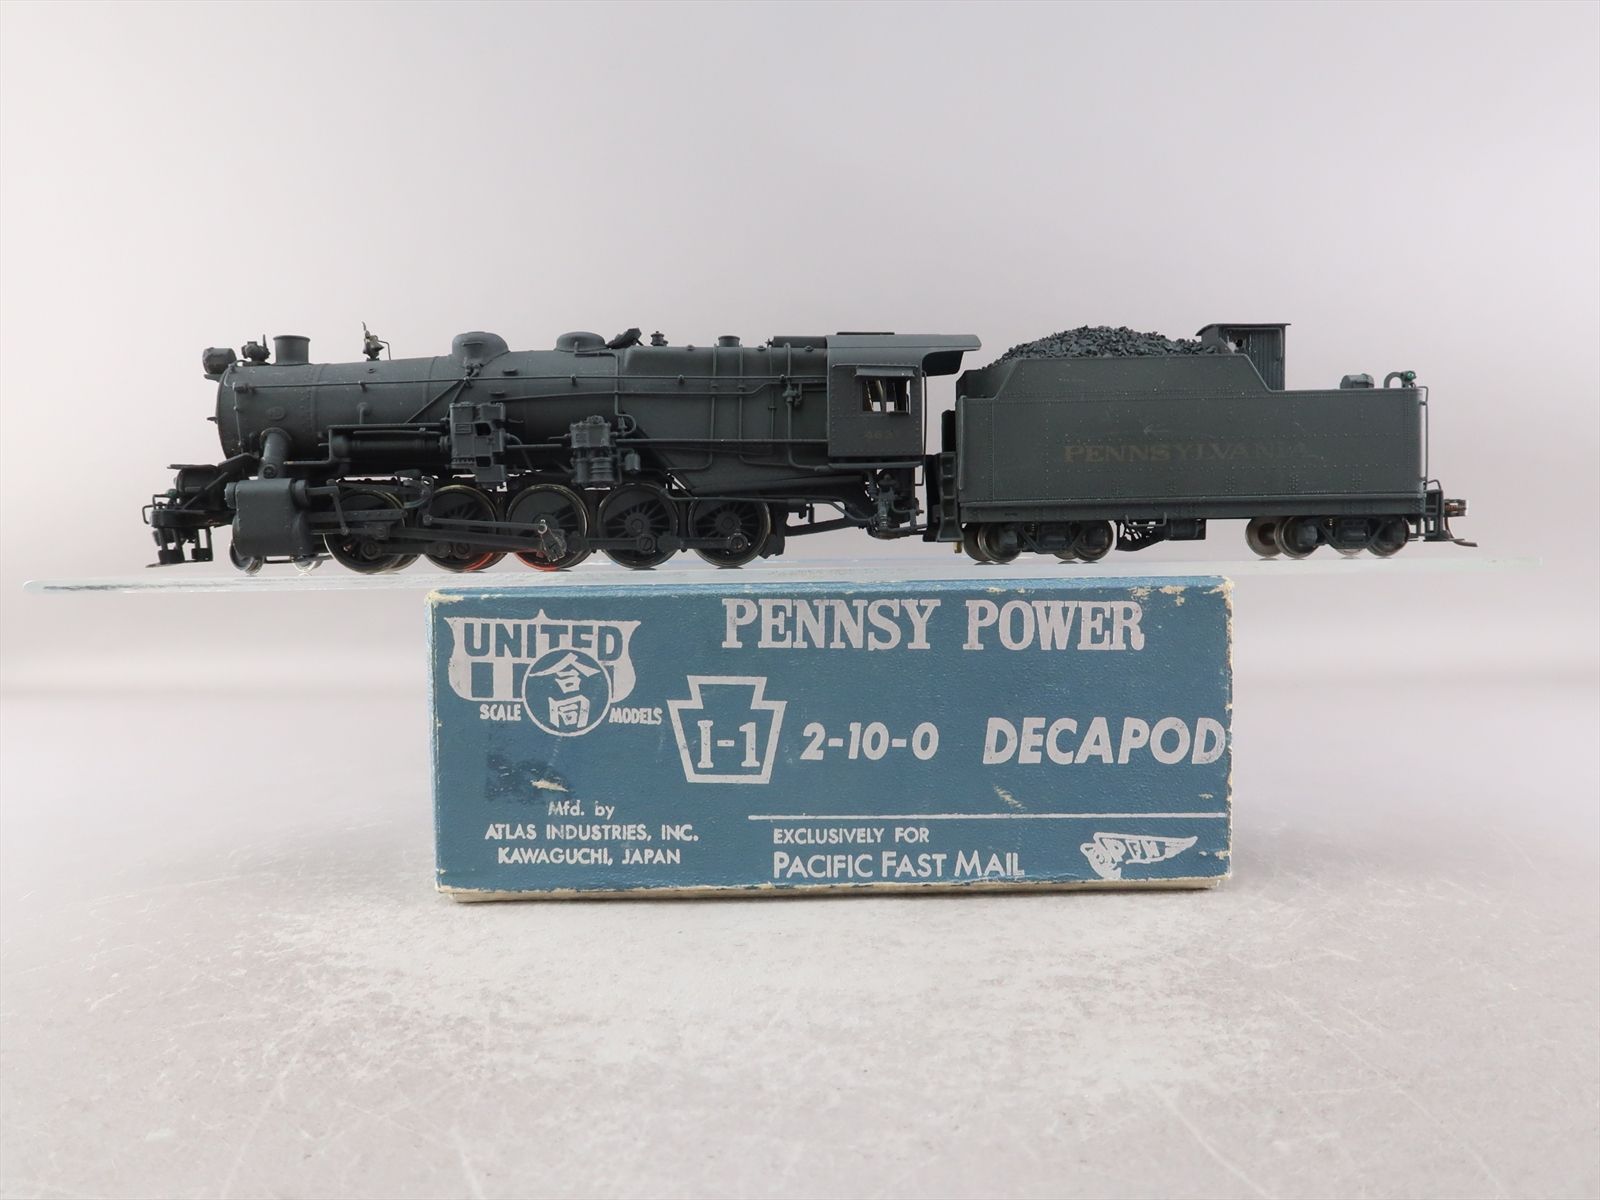 PENNSYLVANIA
UNITED
合同
SCALE MODELS
PENNSY POWER
I-1
2-10-0 DECAPOD
Mfd. by
ATLAS INDUSTRIES, INC.
KAWAGUCHI, JAPAN
EXCLUSIVELY FOR
PACIFIC FAST MAIL
PFM